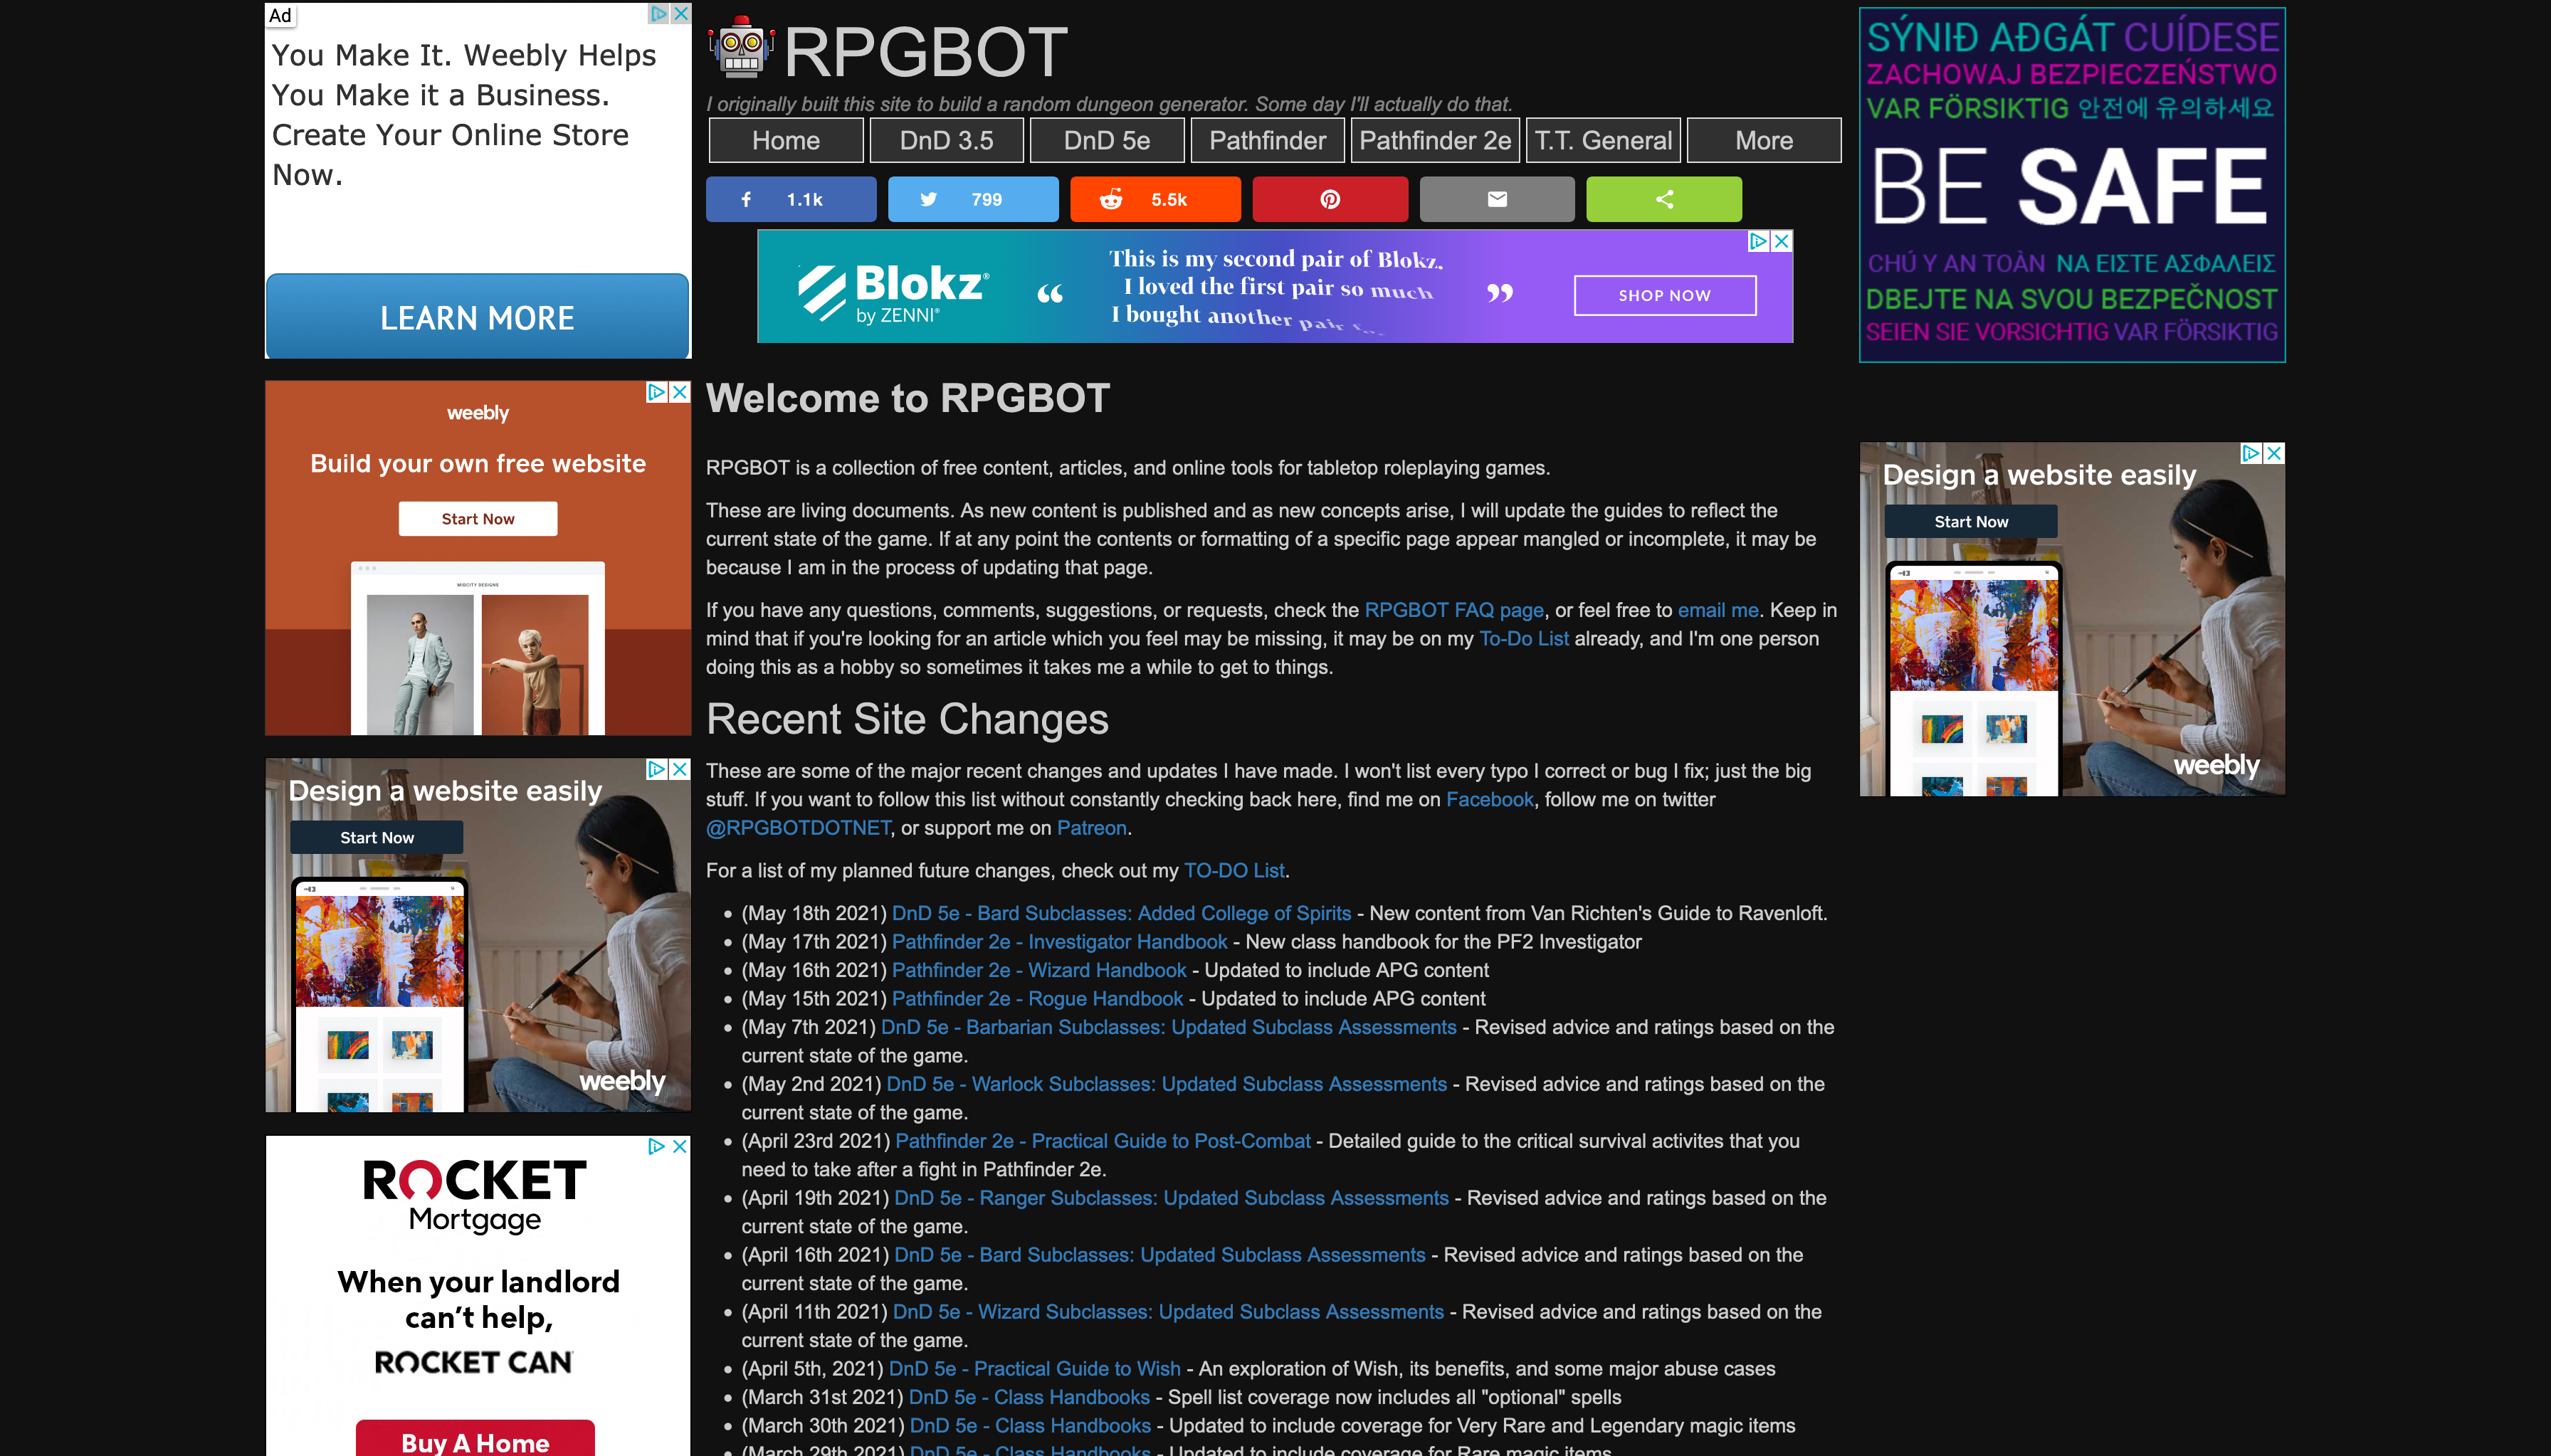 Ad
You Make It. Weebly Helps
You Make it a Business.
Create Your Online Store
Now.
LEARN MORE
weebly
Build your own free website
Start Now
MIDCITY DESIGNS
Design a website easily
Start Now
weebly
ROCKET
Mortgage
When your landlord
can't help,
ROCKET CAN
Buy A Home
RPGBOT
I originally built this site to build a random dungeon generator. Some day I'll actually do that.
Home
DnD 3.5
DnD 5e
Pathfinder
Pathfinder 2e
T.T. General
More
1.1k
799
5.5k
Blokz®
by ZENNI®
“ This is my second pair of Blokz.
I loved the first pair so much
I bought another pair for ”
SHOP NOW
Welcome to RPGBOT
RPGBOT is a collection of free content, articles, and online tools for tabletop roleplaying games.
These are living documents. As new content is published and as new concepts arise, I will update the guides to reflect the
current state of the game. If at any point the contents or formatting of a specific page appear mangled or incomplete, it may be
because I am in the process of updating that page.
If you have any questions, comments, suggestions, or requests, check the RPGBOT FAQ page, or feel free to email me. Keep in
mind that if you're looking for an article which you feel may be missing, it may be on my To-Do List already, and I'm one person
doing this as a hobby so sometimes it takes me a while to get to things.
Recent Site Changes
These are some of the major recent changes and updates I have made. I won't list every typo I correct or bug I fix; just the big
stuff. If you want to follow this list without constantly checking back here, find me on Facebook, follow me on twitter
@RPGBOTDOTNET, or support me on Patreon.
For a list of my planned future changes, check out my TO-DO List.
• (May 18th 2021) DnD 5e - Bard Subclasses: Added College of Spirits - New content from Van Richten's Guide to Ravenloft.
• (May 17th 2021) Pathfinder 2e - Investigator Handbook - New class handbook for the PF2 Investigator
• (May 16th 2021) Pathfinder 2e - Wizard Handbook - Updated to include APG content
• (May 15th 2021) Pathfinder 2e - Rogue Handbook - Updated to include APG content
• (May 7th 2021) DnD 5e - Barbarian Subclasses: Updated Subclass Assessments - Revised advice and ratings based on the
current state of the game.
• (May 2nd 2021) DnD 5e - Warlock Subclasses: Updated Subclass Assessments - Revised advice and ratings based on the
current state of the game.
• (April 23rd 2021) Pathfinder 2e - Practical Guide to Post-Combat - Detailed guide to the critical survival activites that you
need to take after a fight in Pathfinder 2e.
• (April 19th 2021) DnD 5e - Ranger Subclasses: Updated Subclass Assessments - Revised advice and ratings based on the
current state of the game.
• (April 16th 2021) DnD 5e - Bard Subclasses: Updated Subclass Assessments - Revised advice and ratings based on the
current state of the game.
• (April 11th 2021) DnD 5e - Wizard Subclasses: Updated Subclass Assessments - Revised advice and ratings based on the
current state of the game.
• (April 5th, 2021) DnD 5e - Practical Guide to Wish - An exploration of Wish, its benefits, and some major abuse cases
• (March 31st 2021) DnD 5e - Class Handbooks - Spell list coverage now includes all "optional" spells
• (March 30th 2021) DnD 5e - Class Handbooks - Updated to include coverage for Very Rare and Legendary magic items
• (March 29th 2021) DnD 5e - Class Handbooks - Updated to include coverage for Rare magic items
SÝNIÐ AÐGÁT CUÍDESE
ZACHOWAJ BEZPIECZEŃSTWO
VAR FÖRSIKTIG 안전에 유의하세요
BE SAFE
CHÚ Ý AN TOÀN ΝΑ ΕΙΣΤΕ ΑΣΦΑΛΕΙΣ
DBEJTE NA SVOU BEZPEČNOST
SEIEN SIE VORSICHTIG VAR FÖRSIKTIG
Design a website easily
Start Now
weebly